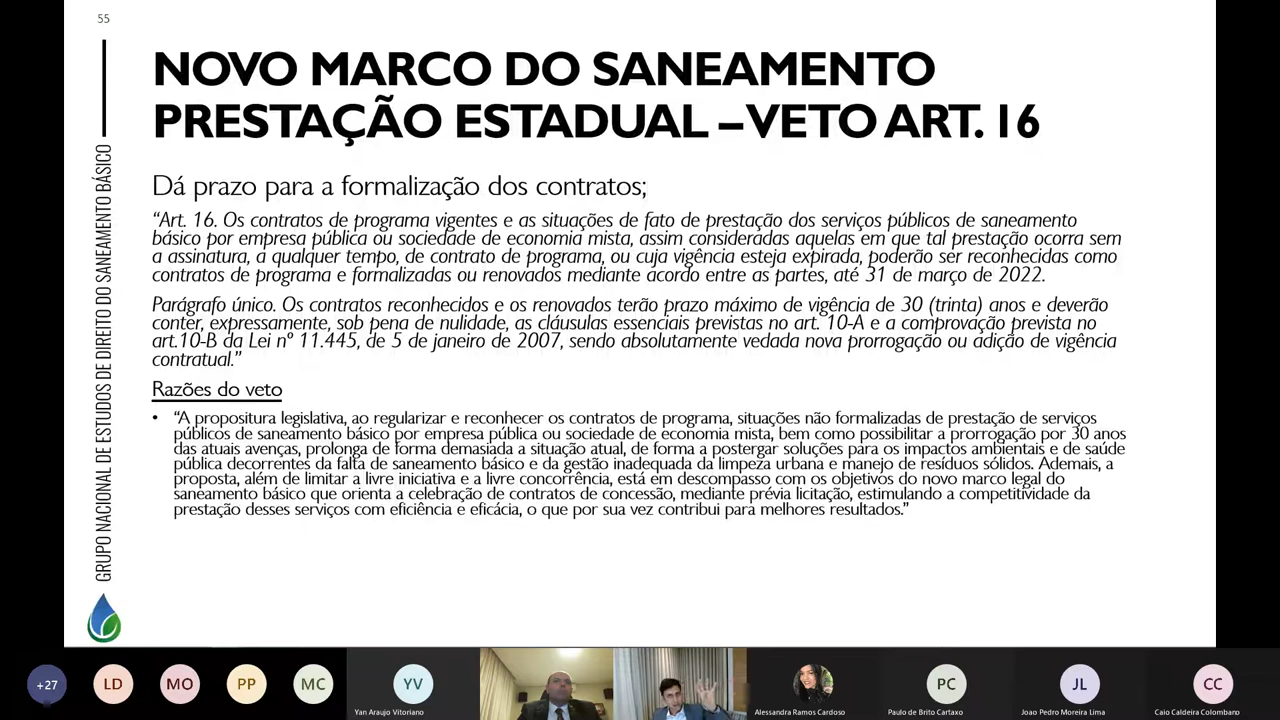 55
NOVO MARCO DO SANEAMENTO
PRESTAÇÃO ESTADUAL – VETO ART. 16
GRUPO NACIONAL DE ESTUDOS DE DIREITO DO SANEAMENTO BÁSICO
Dá prazo para a formalização dos contratos;
“Art. 16. Os contratos de programa vigentes e as situações de fato de prestação dos serviços públicos de saneamento
básico por empresa pública ou sociedade de economia mista, assim consideradas aquelas em que tal prestação ocorra sem
a assinatura, a qualquer tempo, de contrato de programa, ou cuja vigência esteja expirada, poderão ser reconhecidas como
contratos de programa e formalizadas ou renovados mediante acordo entre as partes, até 31 de março de 2022.
Parágrafo único. Os contratos reconhecidos e os renovados terão prazo máximo de vigência de 30 (trinta) anos e deverão
conter, expressamente, sob pena de nulidade, as cláusulas essenciais previstas no art. 10-A e a comprovação prevista no
art.10-B da Lei nº 11.445, de 5 de janeiro de 2007, sendo absolutamente vedada nova prorrogação ou adição de vigência
contratual.”
Razões do veto
• “A propositura legislativa, ao regularizar e reconhecer os contratos de programa, situações não formalizadas de prestação de serviços
públicos de saneamento básico por empresa pública ou sociedade de economia mista, bem como possibilitar a prorrogação por 30 anos
das atuais avenças, prolonga de forma demasiada a situação atual, de forma a postergar soluções para os impactos ambientais e de saúde
pública decorrentes da falta de saneamento básico e da gestão inadequada da limpeza urbana e manejo de resíduos sólidos. Ademais, a
proposta, além de limitar a livre iniciativa e a livre concorrência, está em descompasso com os objetivos do novo marco legal do
saneamento básico que orienta a celebração de contratos de concessão, mediante prévia licitação, estimulando a competitividade da
prestação desses serviços com eficiência e eficácia, o que por sua vez contribui para melhores resultados.”
+27 LD MO PP MC YV PC JL CC
Yan Araujo Vitoriano Alessandra Ramos Cardoso Paulo de Brito Cartaxo Joao Pedro Moreira Lima Caio Caldeira Colombano